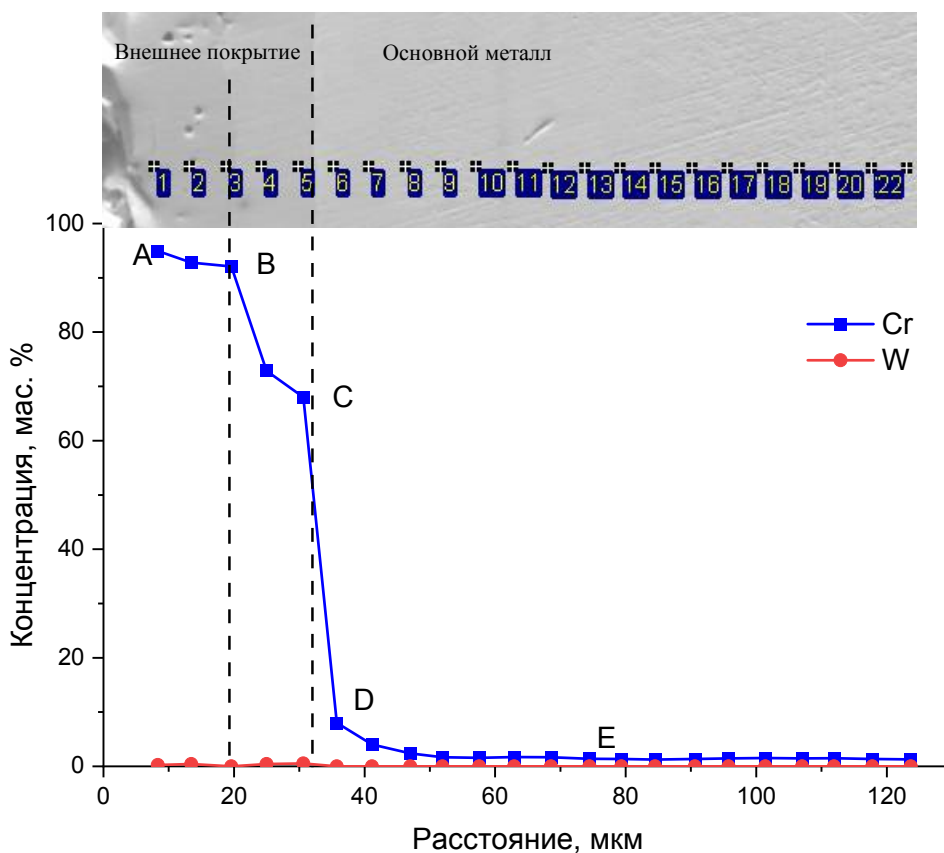 Внешнее покрытие Основной металл
1 2 3 4 5 6 7 8 9 10 11 12 13 14 15 16 17 18 19 20 22
100
80
60
40
20
0
A
B
C
D
E
Cr
W
Концентрация, мас. %
0 20 40 60 80 100 120
Расстояние, мкм